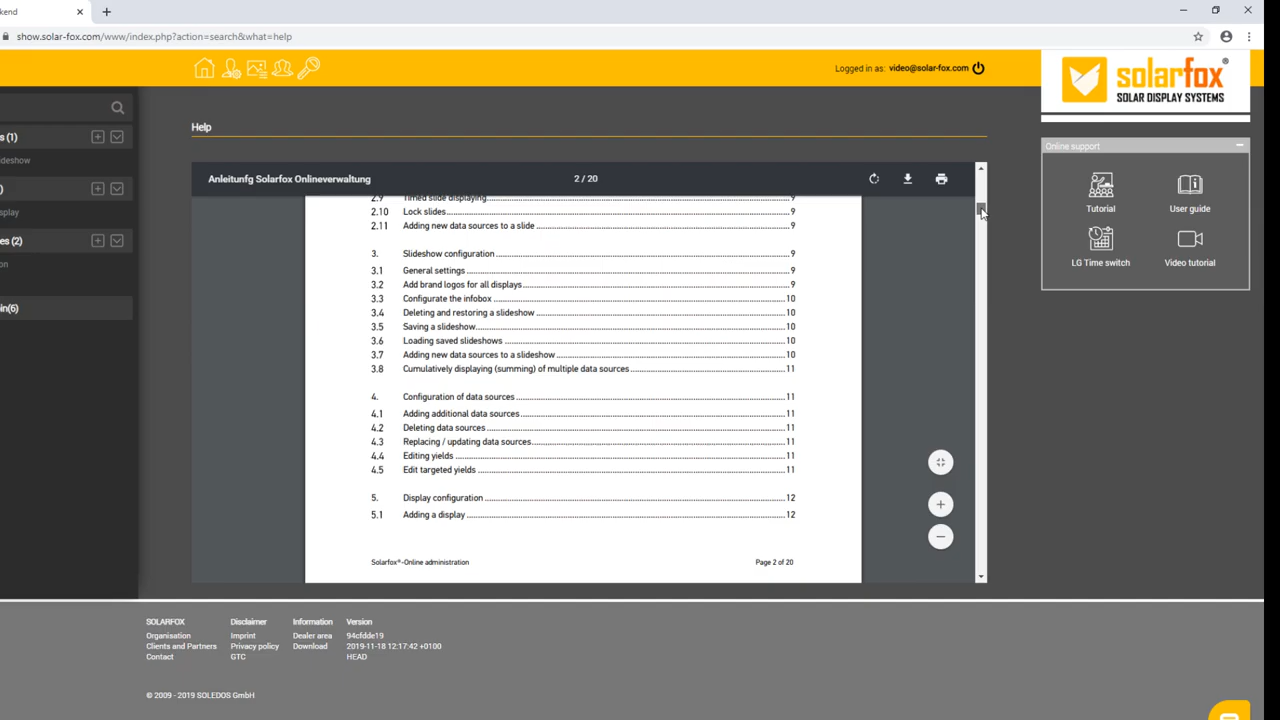 kend
show.solar-fox.com/www/index.php?action=search&what=help
Logged in as: video@solar-fox.com
solarfox®
SOLAR DISPLAY SYSTEMS
s (1)
deshow
)
splay
es (2)
on
bin(6)
Help
Anleitunfg Solarfox Onlineverwaltung
2 / 20
2.9 Timed slide displaying 9
2.10 Lock slides 9
2.11 Adding new data sources to a slide 9
3. Slideshow configuration 9
3.1 General settings 9
3.2 Add brand logos for all displays 9
3.3 Configurate the infobox 10
3.4 Deleting and restoring a slideshow 10
3.5 Saving a slideshow 10
3.6 Loading saved slideshows 10
3.7 Adding new data sources to a slideshow 10
3.8 Cumulatively displaying (summing) of multiple data sources 11
4. Configuration of data sources 11
4.1 Adding additional data sources 11
4.2 Deleting data sources 11
4.3 Replacing / updating data sources 11
4.4 Editing yields 11
4.5 Edit targeted yields 11
5. Display configuration 12
5.1 Adding a display 12
Solarfox®-Online administration Page 2 of 20
Online support
Tutorial
User guide
LG Time switch
Video tutorial
SOLARFOX
Organisation
Clients and Partners
Contact
Disclaimer
Imprint
Privacy policy
GTC
Information
Dealer area
Download
Version
94cfdde19
2019-11-18 12:17:42 +0100
HEAD
© 2009 - 2019 SOLEDOS GmbH